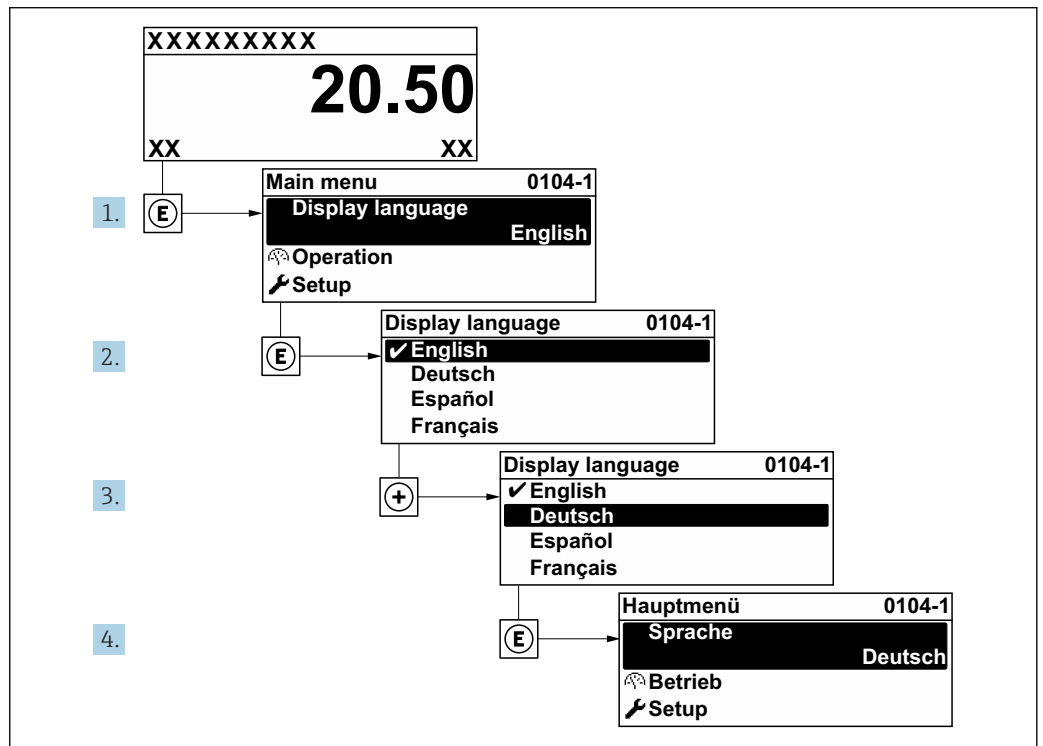 XXXXXXXXX
20.50
XX XX
1. E
Main menu 0104-1
Display language
English
Operation
Setup
2. E
Display language 0104-1
✔English
Deutsch
Español
Français
3. +
Display language 0104-1
✔English
Deutsch
Español
Français
4. E
Hauptmenü 0104-1
Sprache
Deutsch
Betrieb
Setup